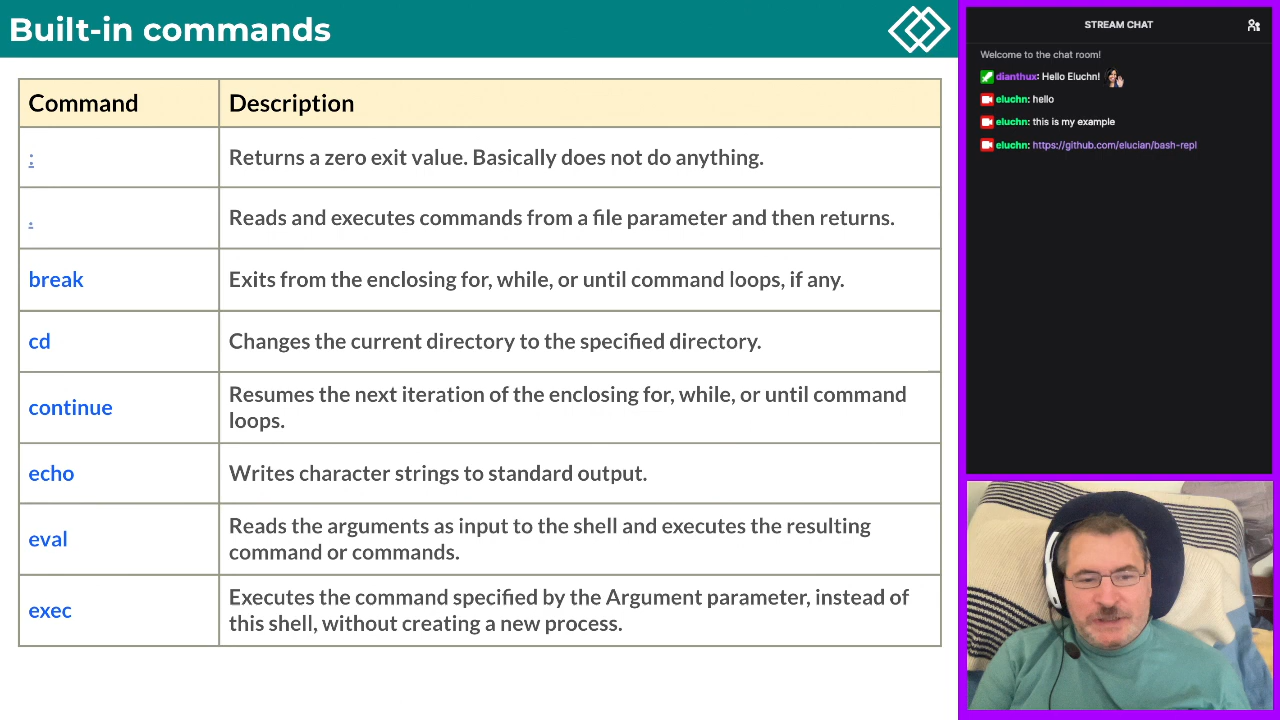 Built-in commands
Command
Description
:
Returns a zero exit value. Basically does not do anything.
.
Reads and executes commands from a file parameter and then returns.
break
Exits from the enclosing for, while, or until command loops, if any.
cd
Changes the current directory to the specified directory.
continue
Resumes the next iteration of the enclosing for, while, or until command
loops.
echo
Writes character strings to standard output.
eval
Reads the arguments as input to the shell and executes the resulting
command or commands.
exec
Executes the command specified by the Argument parameter, instead of
this shell, without creating a new process.
STREAM CHAT
Welcome to the chat room!
dianthux: Hello Eluchn!
eluchn: hello
eluchn: this is my example
eluchn: https://github.com/elucian/bash-repl